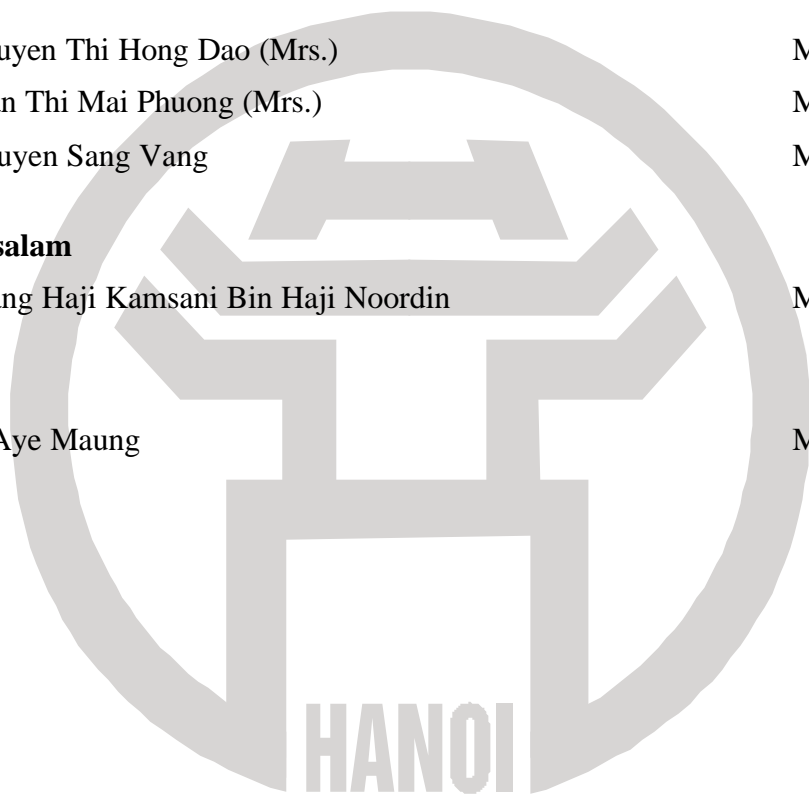 uyen Thi Hong Dao (Mrs.) M
n Thi Mai Phuong (Mrs.) M
uyen Sang Vang M
salam
ang Haji Kamsani Bin Haji Noordin M
Aye Maung M
HANOI